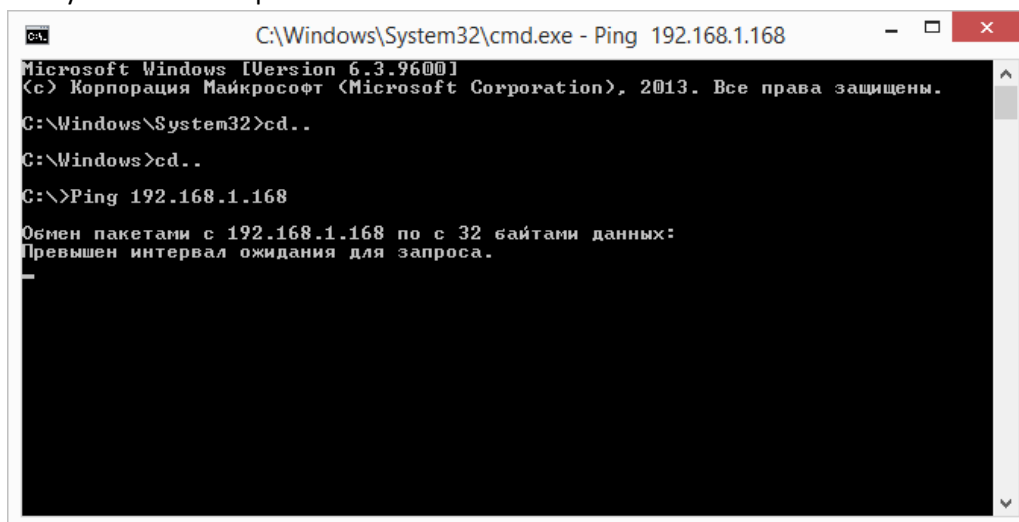 C:\Windows\System32\cmd.exe - Ping 192.168.1.168
Microsoft Windows [Version 6.3.9600]
(c) Корпорация Майкрософт (Microsoft Corporation), 2013. Все права защищены.
C:\Windows\System32>cd..
C:\Windows>cd..
C:\>Ping 192.168.1.168
Обмен пакетами с 192.168.1.168 по с 32 байтами данных:
Превышен интервал ожидания для запроса.